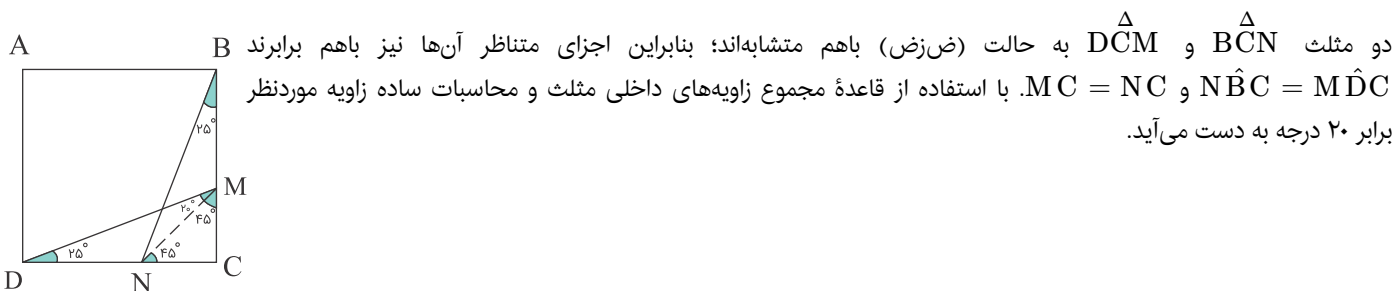 دو مثلث BĈN (Δ) و DĈM (Δ) به حالت (ض‌زض) باهم متشابه‌اند؛ بنابراین اجزای متناظر آن‌ها نیز باهم برابرند
NB̂C = MD̂C و MC = NC. با استفاده از قاعدهٔ مجموع زاویه‌های داخلی مثلث و محاسبات ساده زاویه موردنظر
برابر ۲۰ درجه به دست می‌آید.
A B
۲۵°
M
۲۰°
۴۵°
۲۵° ۴۵°
D N C